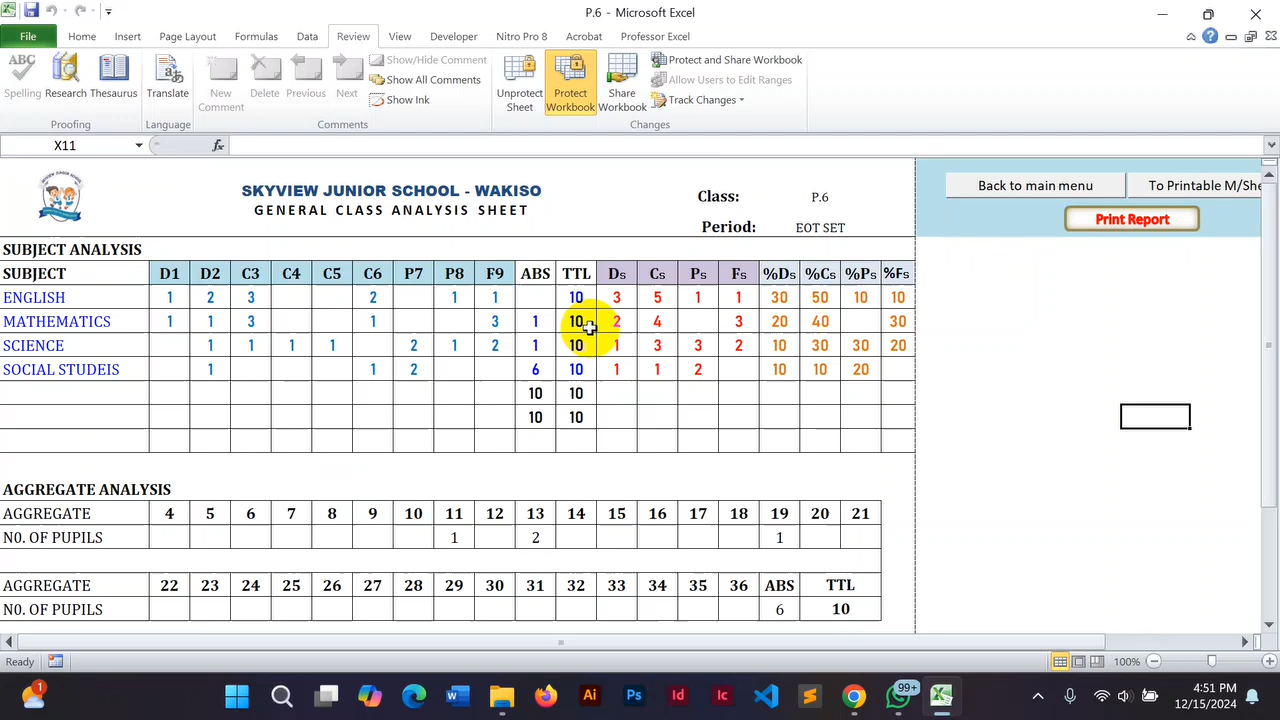 P.6 - Microsoft Excel
File Home Insert Page Layout Formulas Data Review View Developer Nitro Pro 8 Acrobat Professor Excel
ABC
Spelling Research Thesaurus
Proofing
Translate
Language
New Comment Delete Previous Next
Show/Hide Comment
Show All Comments
Show Ink
Comments
Unprotect Sheet Protect Workbook Share Workbook
Protect and Share Workbook
Allow Users to Edit Ranges
Track Changes
Changes
X11 fx
SKYVIEW JUNIOR SCHOOL - WAKISO
GENERAL CLASS ANALYSIS SHEET
Class: P.6
Period: EOT SET
Back to main menu To Printable M/She
Print Report
SUBJECT ANALYSIS
SUBJECT D1 D2 C3 C4 C5 C6 P7 P8 F9 ABS TTL Ds Cs Ps Fs %Ds %Cs %Ps %Fs
ENGLISH 1 2 3 2 1 1 10 3 5 1 1 30 50 10 10
MATHEMATICS 1 1 3 1 3 1 10 2 4 3 20 40 30
SCIENCE 1 1 1 1 2 1 2 1 10 1 3 3 2 10 30 30 20
SOCIAL STUDEIS 1 1 2 6 10 1 1 2 10 10 20
10 10
10 10
AGGREGATE ANALYSIS
AGGREGATE 4 5 6 7 8 9 10 11 12 13 14 15 16 17 18 19 20 21
N0. OF PUPILS 1 2 1
AGGREGATE 22 23 24 25 26 27 28 29 30 31 32 33 34 35 36 ABS TTL
N0. OF PUPILS 6 10
Ready 100%
1 Ai Ps Id Ic 99+
4:51 PM
12/15/2024